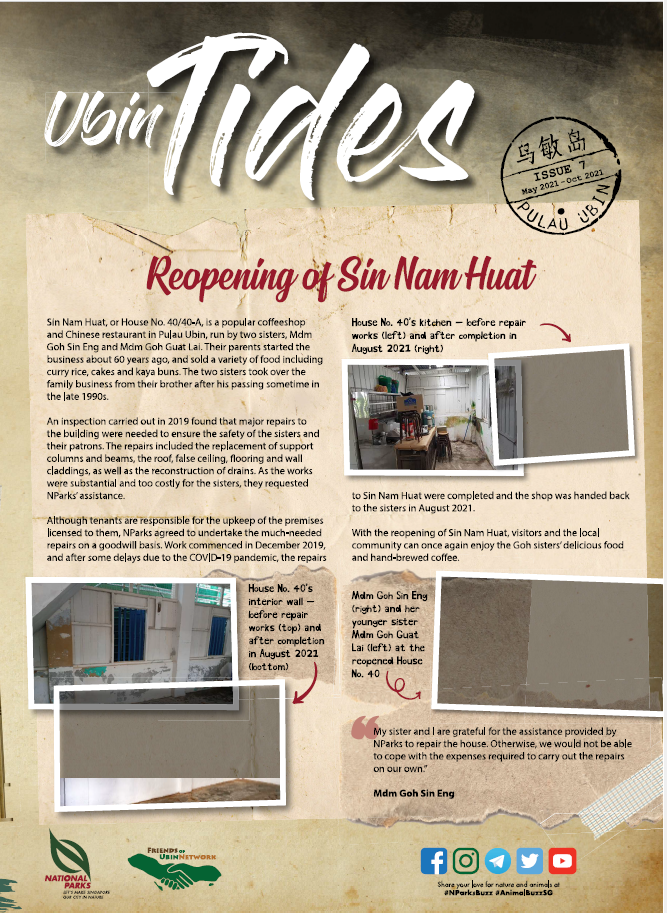 Ubin Tides
乌敏岛
ISSUE 7
May 2021 - Oct 2021
PULAU UBIN
Reopening of Sin Nam Huat
Sin Nam Huat, or House No. 40/40-A, is a popular coffeeshop
and Chinese restaurant in Pulau Ubin, run by two sisters, Mdm
Goh Sin Eng and Mdm Goh Guat Lai. Their parents started the
business about 60 years ago, and sold a variety of food including
curry rice, cakes and kaya buns. The two sisters took over the
family business from their brother after his passing sometime in
the late 1990s.
An inspection carried out in 2019 found that major repairs to
the building were needed to ensure the safety of the sisters and
their patrons. The repairs included the replacement of support
columns and beams, the roof, false ceiling, flooring and wall
claddings, as well as the reconstruction of drains. As the works
were substantial and too costly for the sisters, they requested
NParks' assistance.
Although tenants are responsible for the upkeep of the premises
licensed to them, NParks agreed to undertake the much-needed
repairs on a goodwill basis. Work commenced in December 2019,
and after some delays due to the COVID-19 pandemic, the repairs
House No. 40's kitchen – before repair
works (left) and after completion in
August 2021 (right)
to Sin Nam Huat were completed and the shop was handed back
to the sisters in August 2021.
With the reopening of Sin Nam Huat, visitors and the local
community can once again enjoy the Goh sisters' delicious food
and hand-brewed coffee.
House No. 40's
interior wall –
before repair
works (top) and
after completion
in August 2021
(bottom)
Mdm Goh Sin Eng
(right) and her
younger sister
Mdm Goh Guat
Lai (left) at the
reopened House
No. 40
“My sister and I are grateful for the assistance provided by
NParks to repair the house. Otherwise, we would not be able
to cope with the expenses required to carry out the repairs
on our own.”
Mdm Goh Sin Eng
NATIONAL
PARKS
LET'S MAKE SINGAPORE
OUR CITY IN NATURE
FRIENDS OF
UBIN NETWORK
Share your love for nature and animals at
#NParksBuzz #AnimalBuzzSG